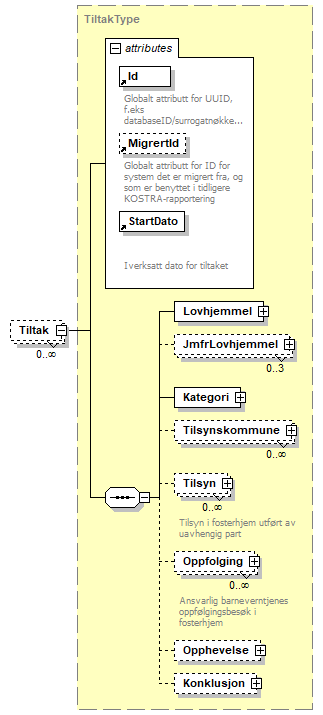 TiltakType
attributes
Id
Globalt attributt for UUID,
f.eks
databaseID/surrogatnøkke...
MigrertId
Globalt attributt for ID for
system det er migrert fra, og
som er benyttet i tidligere
KOSTRA-rapportering
StartDato
Iverksatt dato for tiltaket
Tiltak
0..∞
Lovhjemmel
JmfrLovhjemmel
0..3
Kategori
Tilsynskommune
0..∞
Tilsyn
0..∞
Tilsyn i fosterhjem utført av
uavhengig part
Oppfolging
0..∞
Ansvarlig barneverntjenes
oppfølgingsbesøk i
fosterhjem
Opphevelse
Konklusjon